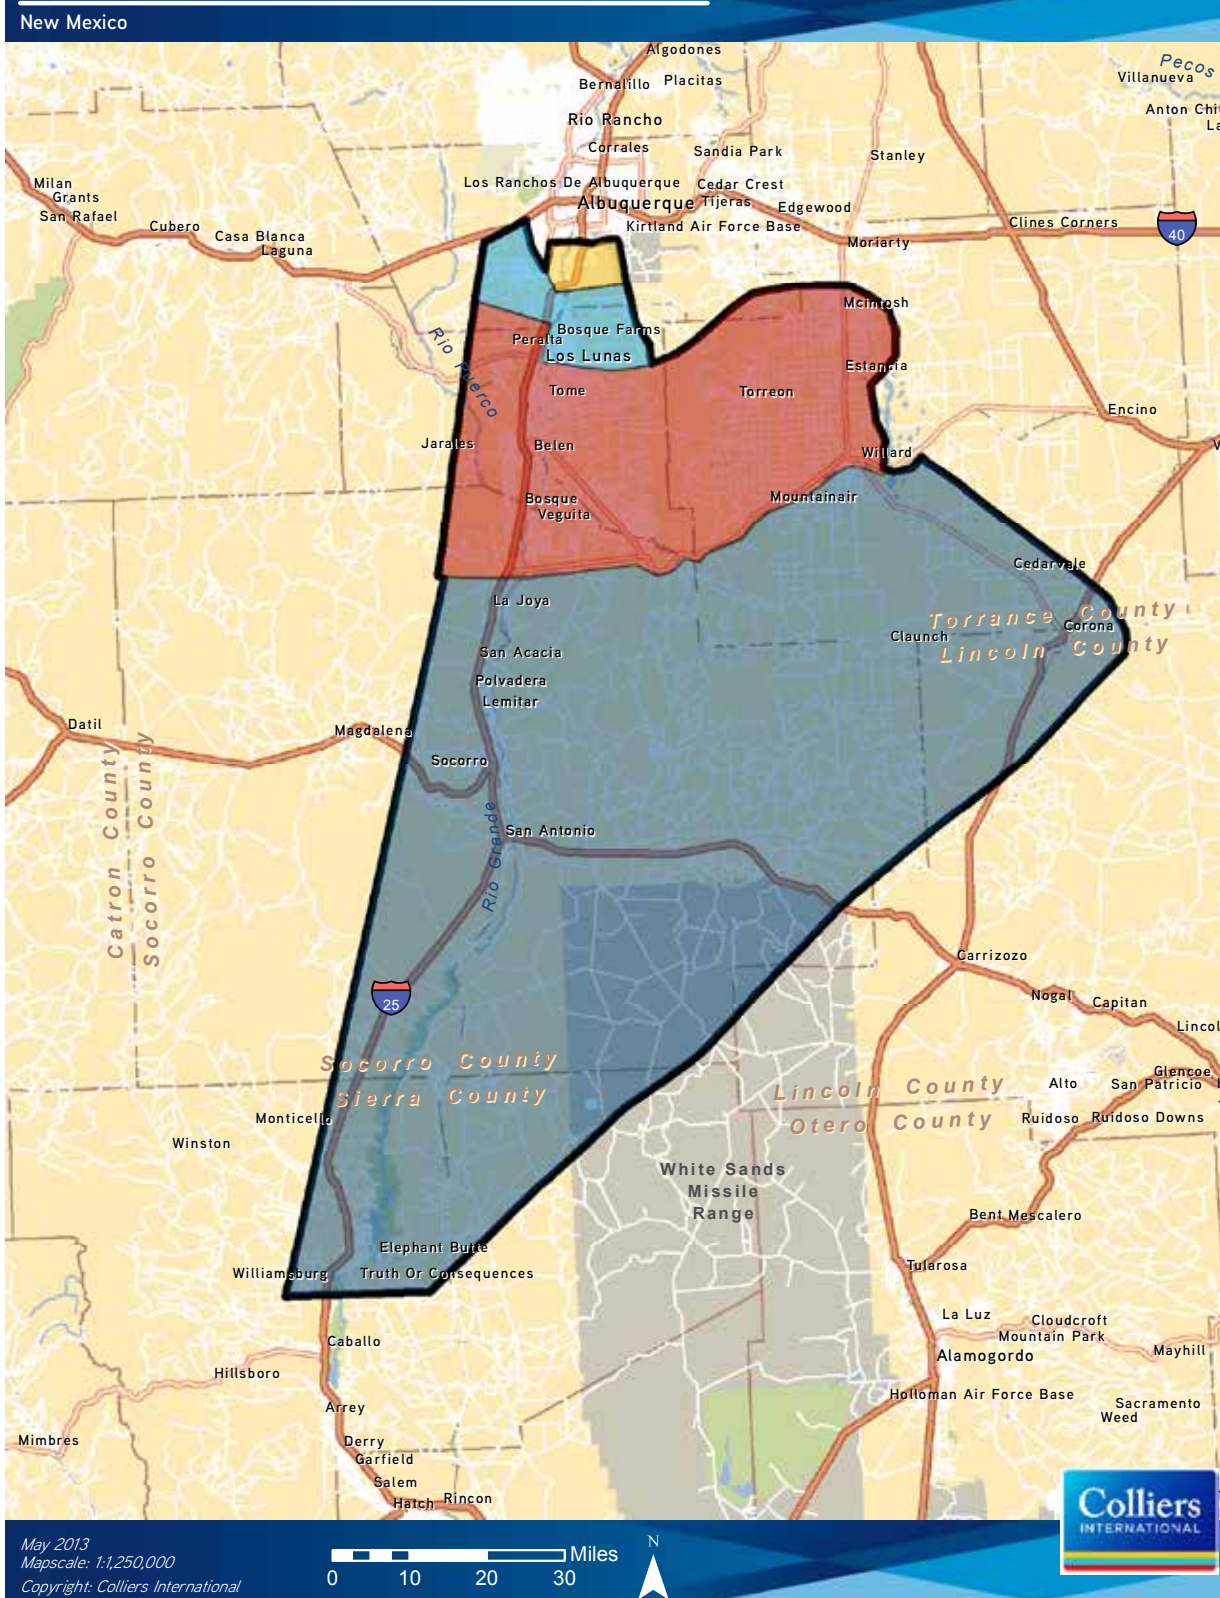 New Mexico
Algodones
Pecos
Bernalillo
Placitas
Villanueva
Anton Chi
La
Rio Rancho
Corrales
Sandia Park
Stanley
Milan
Grants
San Rafael
Los Ranchos De Albuquerque
Cedar Crest
Albuquerque
Tijeras
Edgewood
Cubero
Casa Blanca
Laguna
Kirtland Air Force Base
Moriarty
Clines Corners
40
Mcintosh
Rio Puerco
Bosque Farms
Peralta
Los Lunas
Estancia
Tome
Torreon
Encino
Jarales
Belen
Willard
V
Bosque
Veguita
Mountainair
Cedarvale
La Joya
Torrance County
Corona
Claunch
Lincoln County
San Acacia
Polvadera
Lemitar
Datil
Magdalena
Socorro
Catron County
Socorro County
Rio Grande
San Antonio
Carrizozo
25
Nogal
Capitan
Lincol
Socorro County
Sierra County
Glencoe
Lincoln County
Alto
San Patricio
Otero County
Ruidoso
Ruidoso Downs
Monticello
Winston
White Sands
Missile
Range
Bent
Mescalero
Elephant Butte
Williamsburg
Truth Or Consequences
Tularosa
La Luz
Cloudcroft
Mountain Park
Caballo
Mayhill
Alamogordo
Hillsboro
Holloman Air Force Base
Arrey
Sacramento
Weed
Mimbres
Derry
Garfield
Salem
Hatch
Rincon
Colliers
INTERNATIONAL
May 2013
Mapscale: 1:1,250,000
Copyright: Colliers International
Miles
0 10 20 30
N